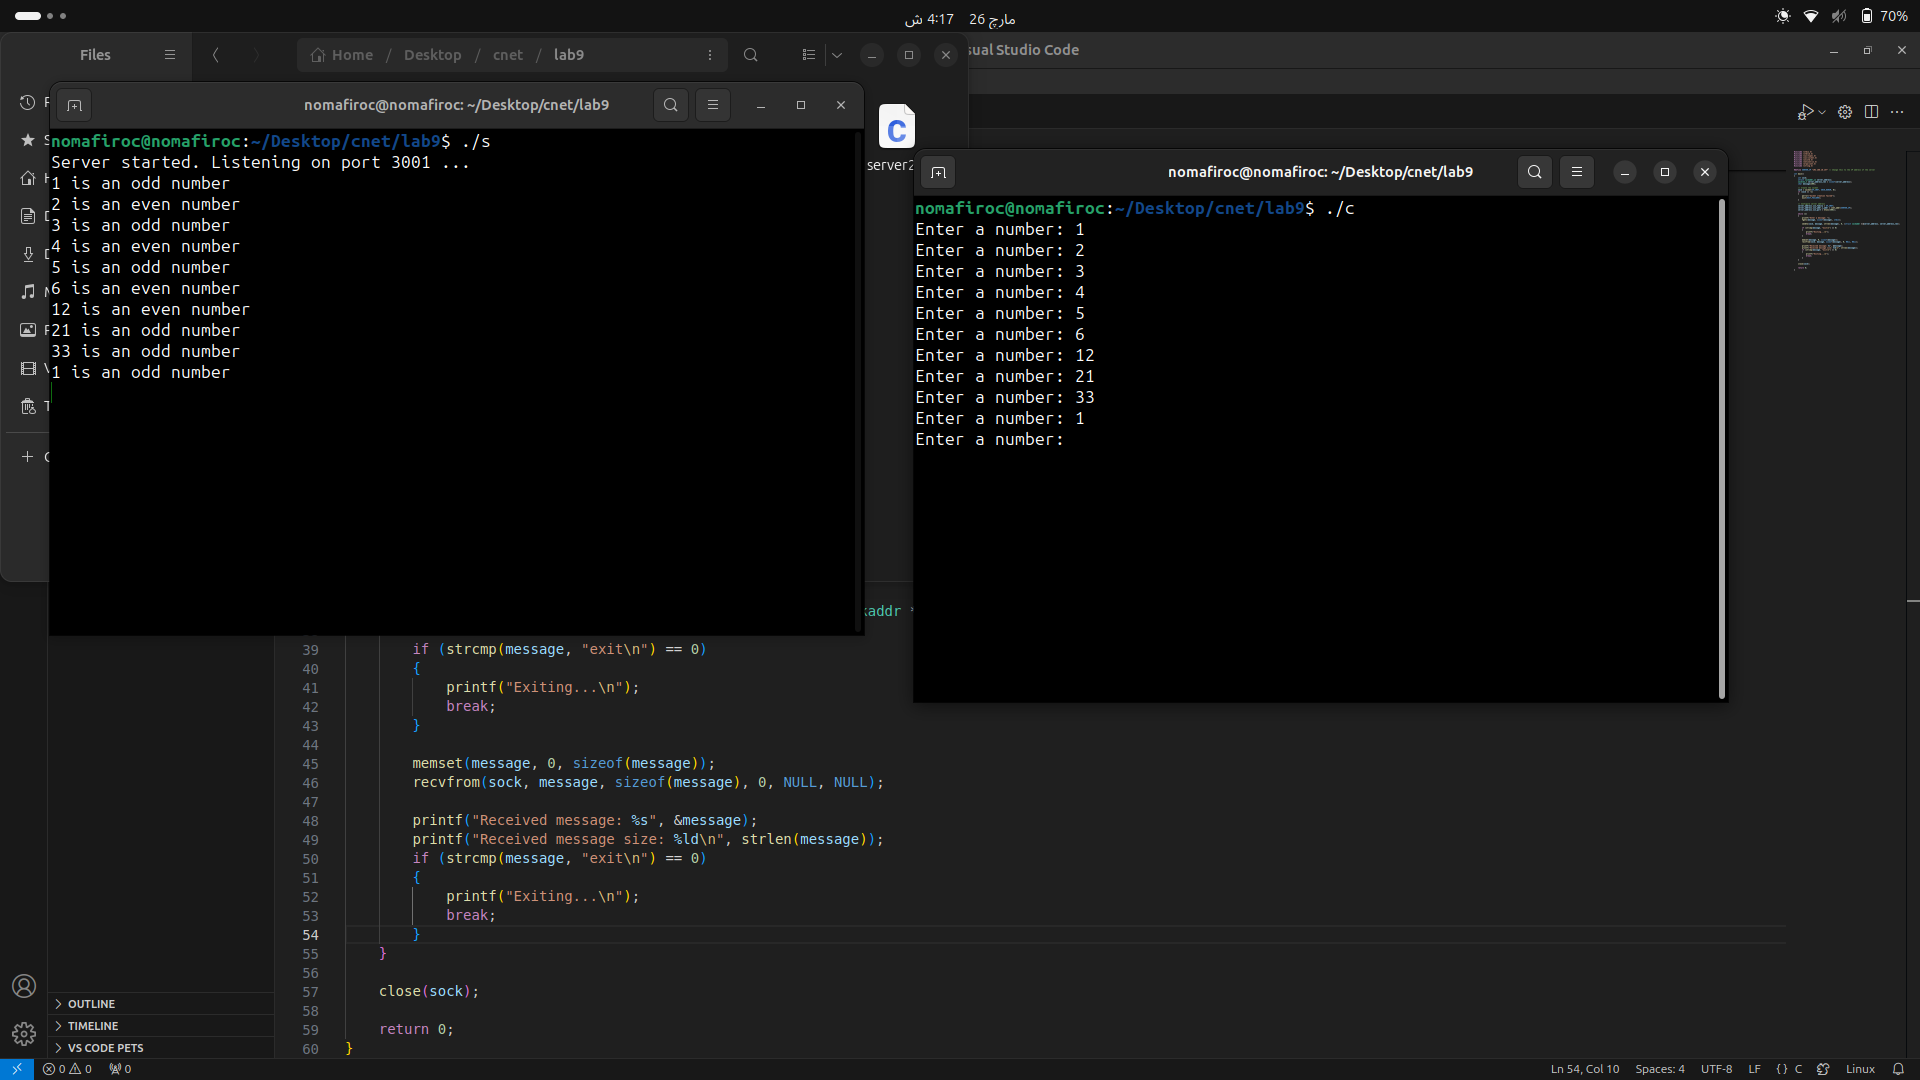 مارچ 26 4:17 ش
70%
Files
Home / Desktop / cnet / lab9
Visual Studio Code
nomafiroc@nomafiroc: ~/Desktop/cnet/lab9
nomafiroc@nomafiroc:~/Desktop/cnet/lab9$ ./s
Server started. Listening on port 3001 ...
1 is an odd number
2 is an even number
3 is an odd number
4 is an even number
5 is an odd number
6 is an even number
12 is an even number
21 is an odd number
33 is an odd number
1 is an odd number
C
server2
nomafiroc@nomafiroc: ~/Desktop/cnet/lab9
nomafiroc@nomafiroc:~/Desktop/cnet/lab9$ ./c
Enter a number: 1
Enter a number: 2
Enter a number: 3
Enter a number: 4
Enter a number: 5
Enter a number: 6
Enter a number: 12
Enter a number: 21
Enter a number: 33
Enter a number: 1
Enter a number:
kaddr *
39 if (strcmp(message, "exit\n") == 0)
40 {
41 printf("Exiting...\n");
42 break;
43 }
44
45 memset(message, 0, sizeof(message));
46 recvfrom(sock, message, sizeof(message), 0, NULL, NULL);
47
48 printf("Received message: %s", &message);
49 printf("Received message size: %ld\n", strlen(message));
50 if (strcmp(message, "exit\n") == 0)
51 {
52 printf("Exiting...\n");
53 break;
54 }
55 }
56
57 close(sock);
58
59 return 0;
60 }
OUTLINE
TIMELINE
VS CODE PETS
0 0 0
Ln 54, Col 10 Spaces: 4 UTF-8 LF {} C Linux